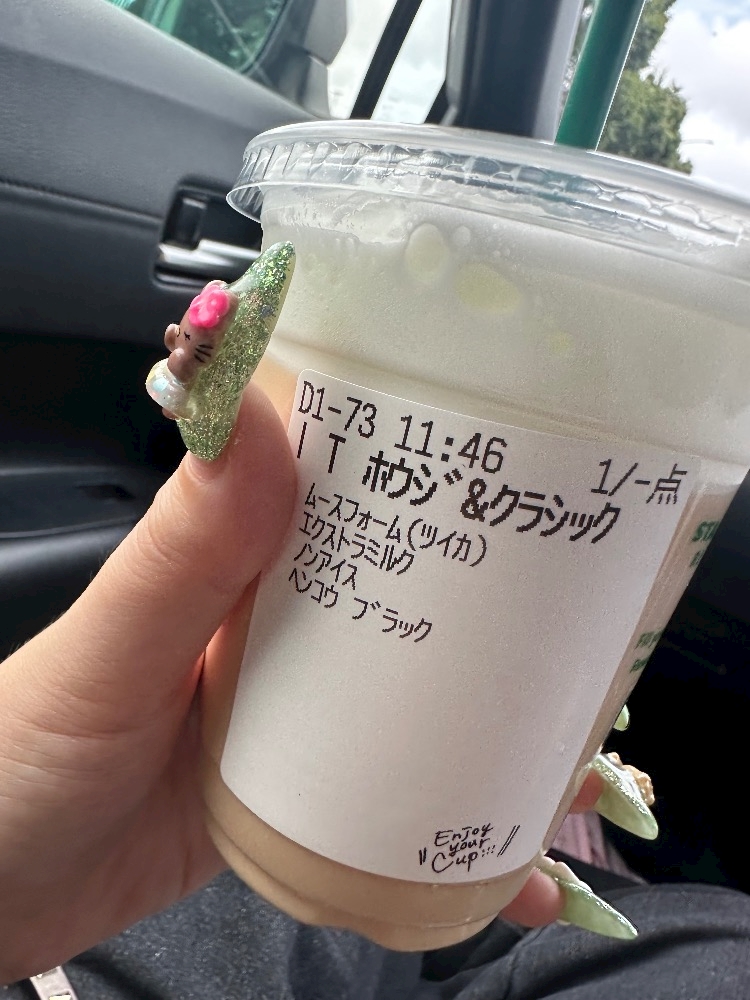 D1-73 11:46 1/-点
I T ホウジ&クラシック
ムースフォーム(ツイカ)
エクストラミルク
ノンアイス
ヘンコウ ブラック
Enjoy
your
Cup